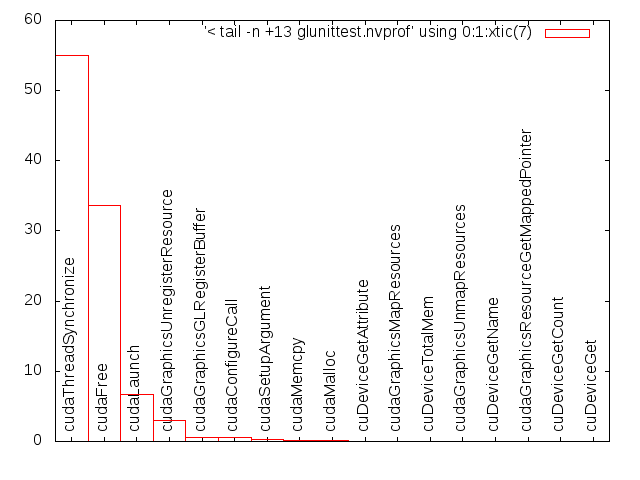 60
50
40
30
20
10
0
'< tail -n +13 glunittest.nvprof' using 0:1:xtic(7)
cudaThreadSynchronize
cudaFree
cudaLaunch
cudaGraphicsUnregisterResource
cudaGraphicsGLRegisterBuffer
cudaConfigureCall
cudaSetupArgument
cudaMemcpy
cudaMalloc
cuDeviceGetAttribute
cudaGraphicsMapResources
cuDeviceTotalMem
cudaGraphicsUnmapResources
cuDeviceGetName
cudaGraphicsResourceGetMappedPointer
cuDeviceGetCount
cuDeviceGet